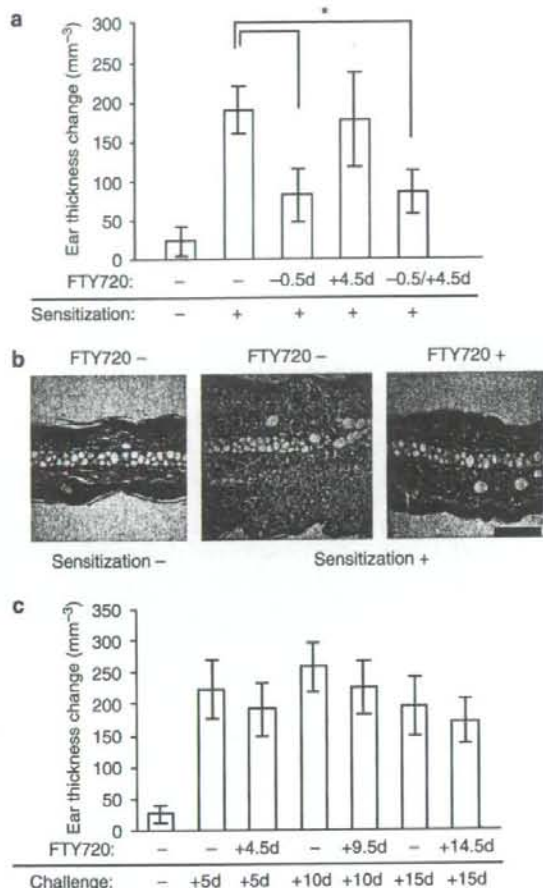 a
*
Ear thickness change (mm⁻³)
300
250
200
150
100
50
0
FTY720: – – –0.5d +4.5d –0.5/+4.5d
Sensitization: – + + + +
b
FTY720 – FTY720 – FTY720 +
Sensitization – Sensitization +
c
Ear thickness change (mm⁻³)
350
300
250
200
150
100
50
0
FTY720: – – +4.5d – +9.5d – +14.5d
Challenge: – +5d +5d +10d +10d +15d +15d